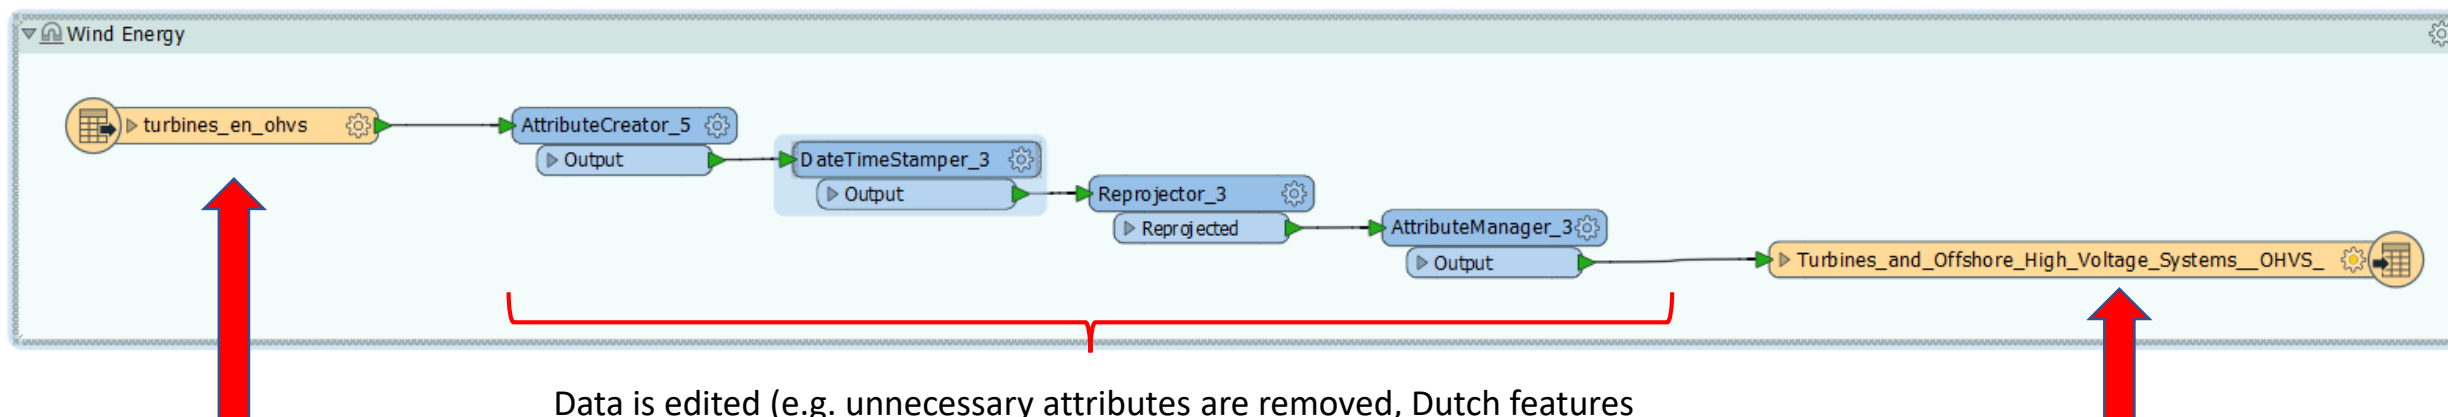 Wind Energy
turbines_en_ohvs
AttributeCreator_5
Output
DateTimeStamper_3
Output
Reprojector_3
Reprojected
AttributeManager_3
Output
Turbines_and_Offshore_High_Voltage_Systems__OHVS_
Data is edited (e.g. unnecessary attributes are removed, Dutch features